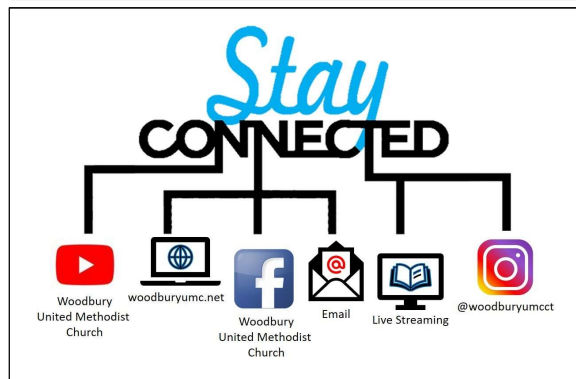 Stay
CONNECTED
Woodbury
United Methodist
Church
woodburyumc.net
Woodbury
United Methodist
Church
Email
Live Streaming
@woodburyumcct